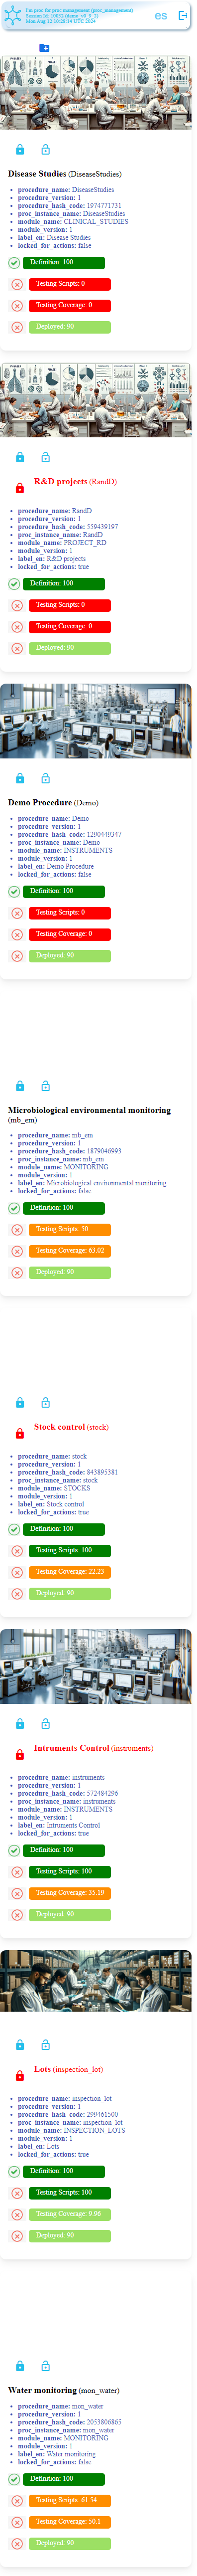 I'm proc for proc management (proc_management)
es
Mon Aug 12 2024
Disease Studies (DiseaseStudies)
procedure_name: DiseaseStudies
procedure_version: 1
procedure_hash_code: 1974771731
proc_instance_name: DiseaseStudies
module_name: CLINICAL_STUDIES
module_version: 1
label_en: Disease Studies
locked_for_actions: false
Definition: 100
Testing Scripts: 0
Testing Coverage: 0
Deployed: 90
R&D projects (RandD)
procedure_name: RandD
procedure_version: 1
procedure_hash_code: 559439197
proc_instance_name: RandD
module_name: PROJECT_RD
module_version: 1
label_en: R&D projects
locked_for_actions: true
Definition: 100
Testing Scripts: 0
Testing Coverage: 0
Deployed: 90
Demo Procedure (Demo)
procedure_name: Demo
procedure_version: 1
procedure_hash_code: 1290449347
proc_instance_name: Demo
module_name: INSTRUMENTS
module_version: 1
label_en: Demo Procedure
locked_for_actions: false
Definition: 100
Testing Scripts: 0
Testing Coverage: 0
Deployed: 90
Microbiological environmental monitoring
(mb_em)
procedure_name: mb_em
procedure_version: 1
procedure_hash_code: 1879046993
proc_instance_name: mb_em
module_name: MONITORING
module_version: 1
label_en: Microbiological environmental monitoring
locked_for_actions: false
Definition: 100
Testing Scripts: 50
Testing Coverage: 63.02
Deployed: 90
Stock control (stock)
procedure_name: stock
procedure_version: 1
procedure_hash_code: 843895381
proc_instance_name: stock
module_name: STOCKS
module_version: 1
label_en: Stock control
locked_for_actions: true
Definition: 100
Testing Scripts: 100
Testing Coverage: 22.23
Deployed: 90
Intruments Control (instruments)
procedure_name: instruments
procedure_version: 1
procedure_hash_code: 572484296
proc_instance_name: instruments
module_name: INSTRUMENTS
module_version: 1
label_en: Intruments Control
locked_for_actions: true
Definition: 100
Testing Scripts: 100
Testing Coverage: 35.19
Deployed: 90
Lots (inspection_lot)
procedure_name: inspection_lot
procedure_version: 1
procedure_hash_code: 299461500
proc_instance_name: inspection_lot
module_name: INSPECTION_LOTS
module_version: 1
label_en: Lots
locked_for_actions: true
Definition: 100
Testing Scripts: 100
Testing Coverage: 9.96
Deployed: 90
Water monitoring (mon_water)
procedure_name: mon_water
procedure_version: 1
procedure_hash_code: 2053806865
proc_instance_name: mon_water
module_name: MONITORING
module_version: 1
label_en: Water monitoring
locked_for_actions: false
Definition: 100
Testing Scripts: 61.54
Testing Coverage: 50.1
Deployed: 90